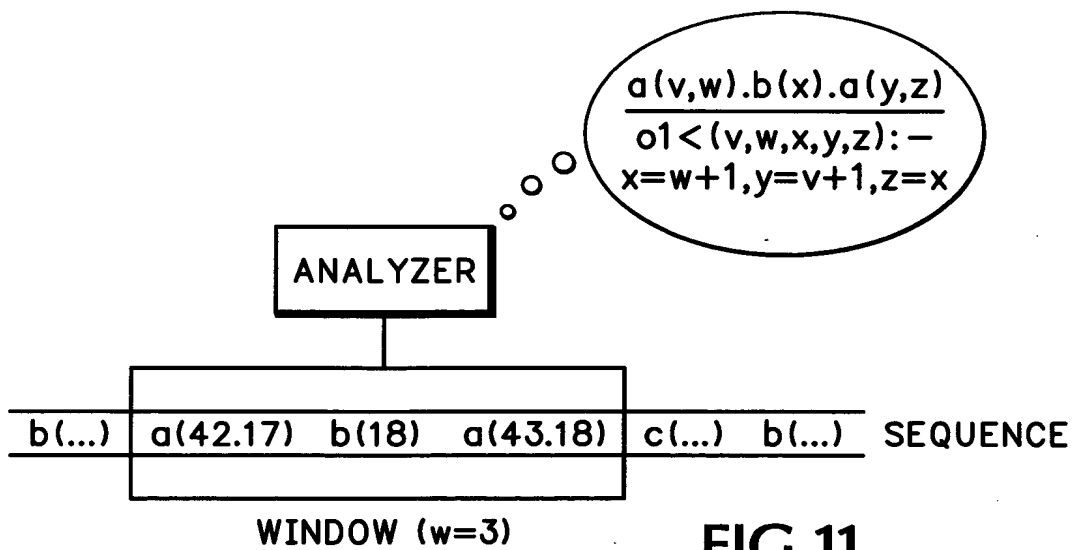 a(v,w).b(x).a(y,z)
o1<(v,w,x,y,z):-
x=w+1,y=v+1,z=x
ANALYZER
b(...) a(42.17) b(18) a(43.18) c(...) b(...) SEQUENCE
WINDOW (w=3)
FIG.11